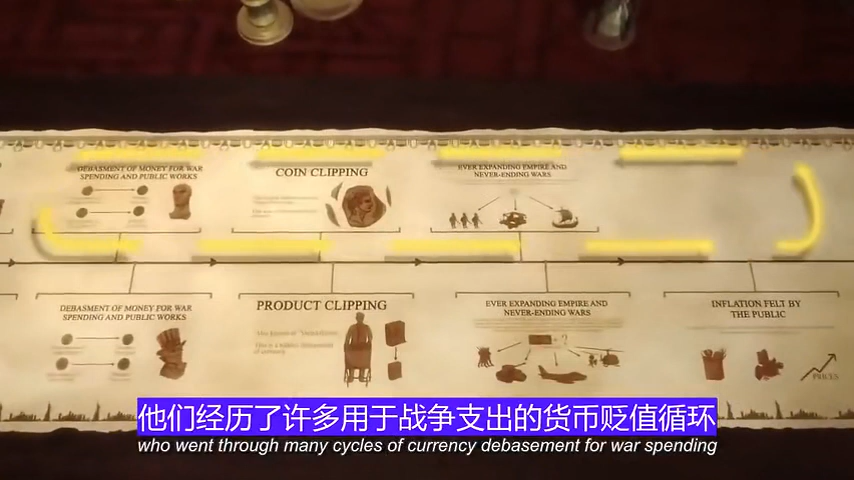 DEBASMENT OF MONEY FOR WAR
SPENDING AND PUBLIC WORKS
COIN CLIPPING
EVER EXPANDING EMPIRE AND
NEVER-ENDING WARS
DEBASMENT OF MONEY FOR WAR
SPENDING AND PUBLIC WORKS
PRODUCT CLIPPING
EVER EXPANDING EMPIRE AND
NEVER-ENDING WARS
INFLATION FELT BY
THE PUBLIC
PRICES
他们经历了许多用于战争支出的货币贬值循环
who went through many cycles of currency debasement for war spending